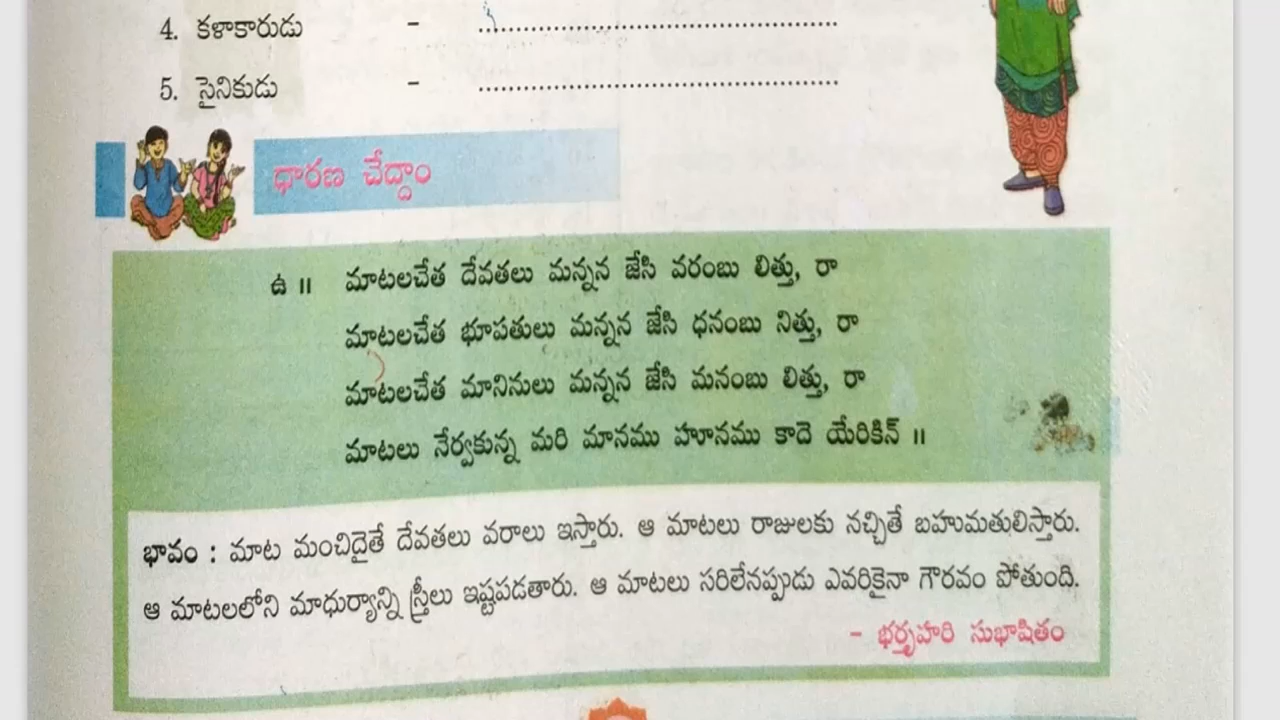 4. కళాకారుడు - ......................................................
5. సైనికుడు - ......................................................
ధారణ చేద్దాం
ఉ ॥ మాటలచేత దేవతలు మన్నన జేసి వరంబు లిత్తు, రా
మాటలచేత భూపతులు మన్నన జేసి ధనంబు నిత్తు, రా
మాటలచేత మానినులు మన్నన జేసి మనంబు లిత్తు, రా
మాటలు నేర్వకున్న మరి మానము హూనము కాదె యేరికిన్ ॥
భావం : మాట మంచిదైతే దేవతలు వరాలు ఇస్తారు. ఆ మాటలు రాజులకు నచ్చితే బహుమతులిస్తారు.
ఆ మాటలలోని మాధుర్యాన్ని స్త్రీలు ఇష్టపడతారు. ఆ మాటలు సరిలేనప్పుడు ఎవరికైనా గౌరవం పోతుంది.
- భర్తృహరి సుభాషితం